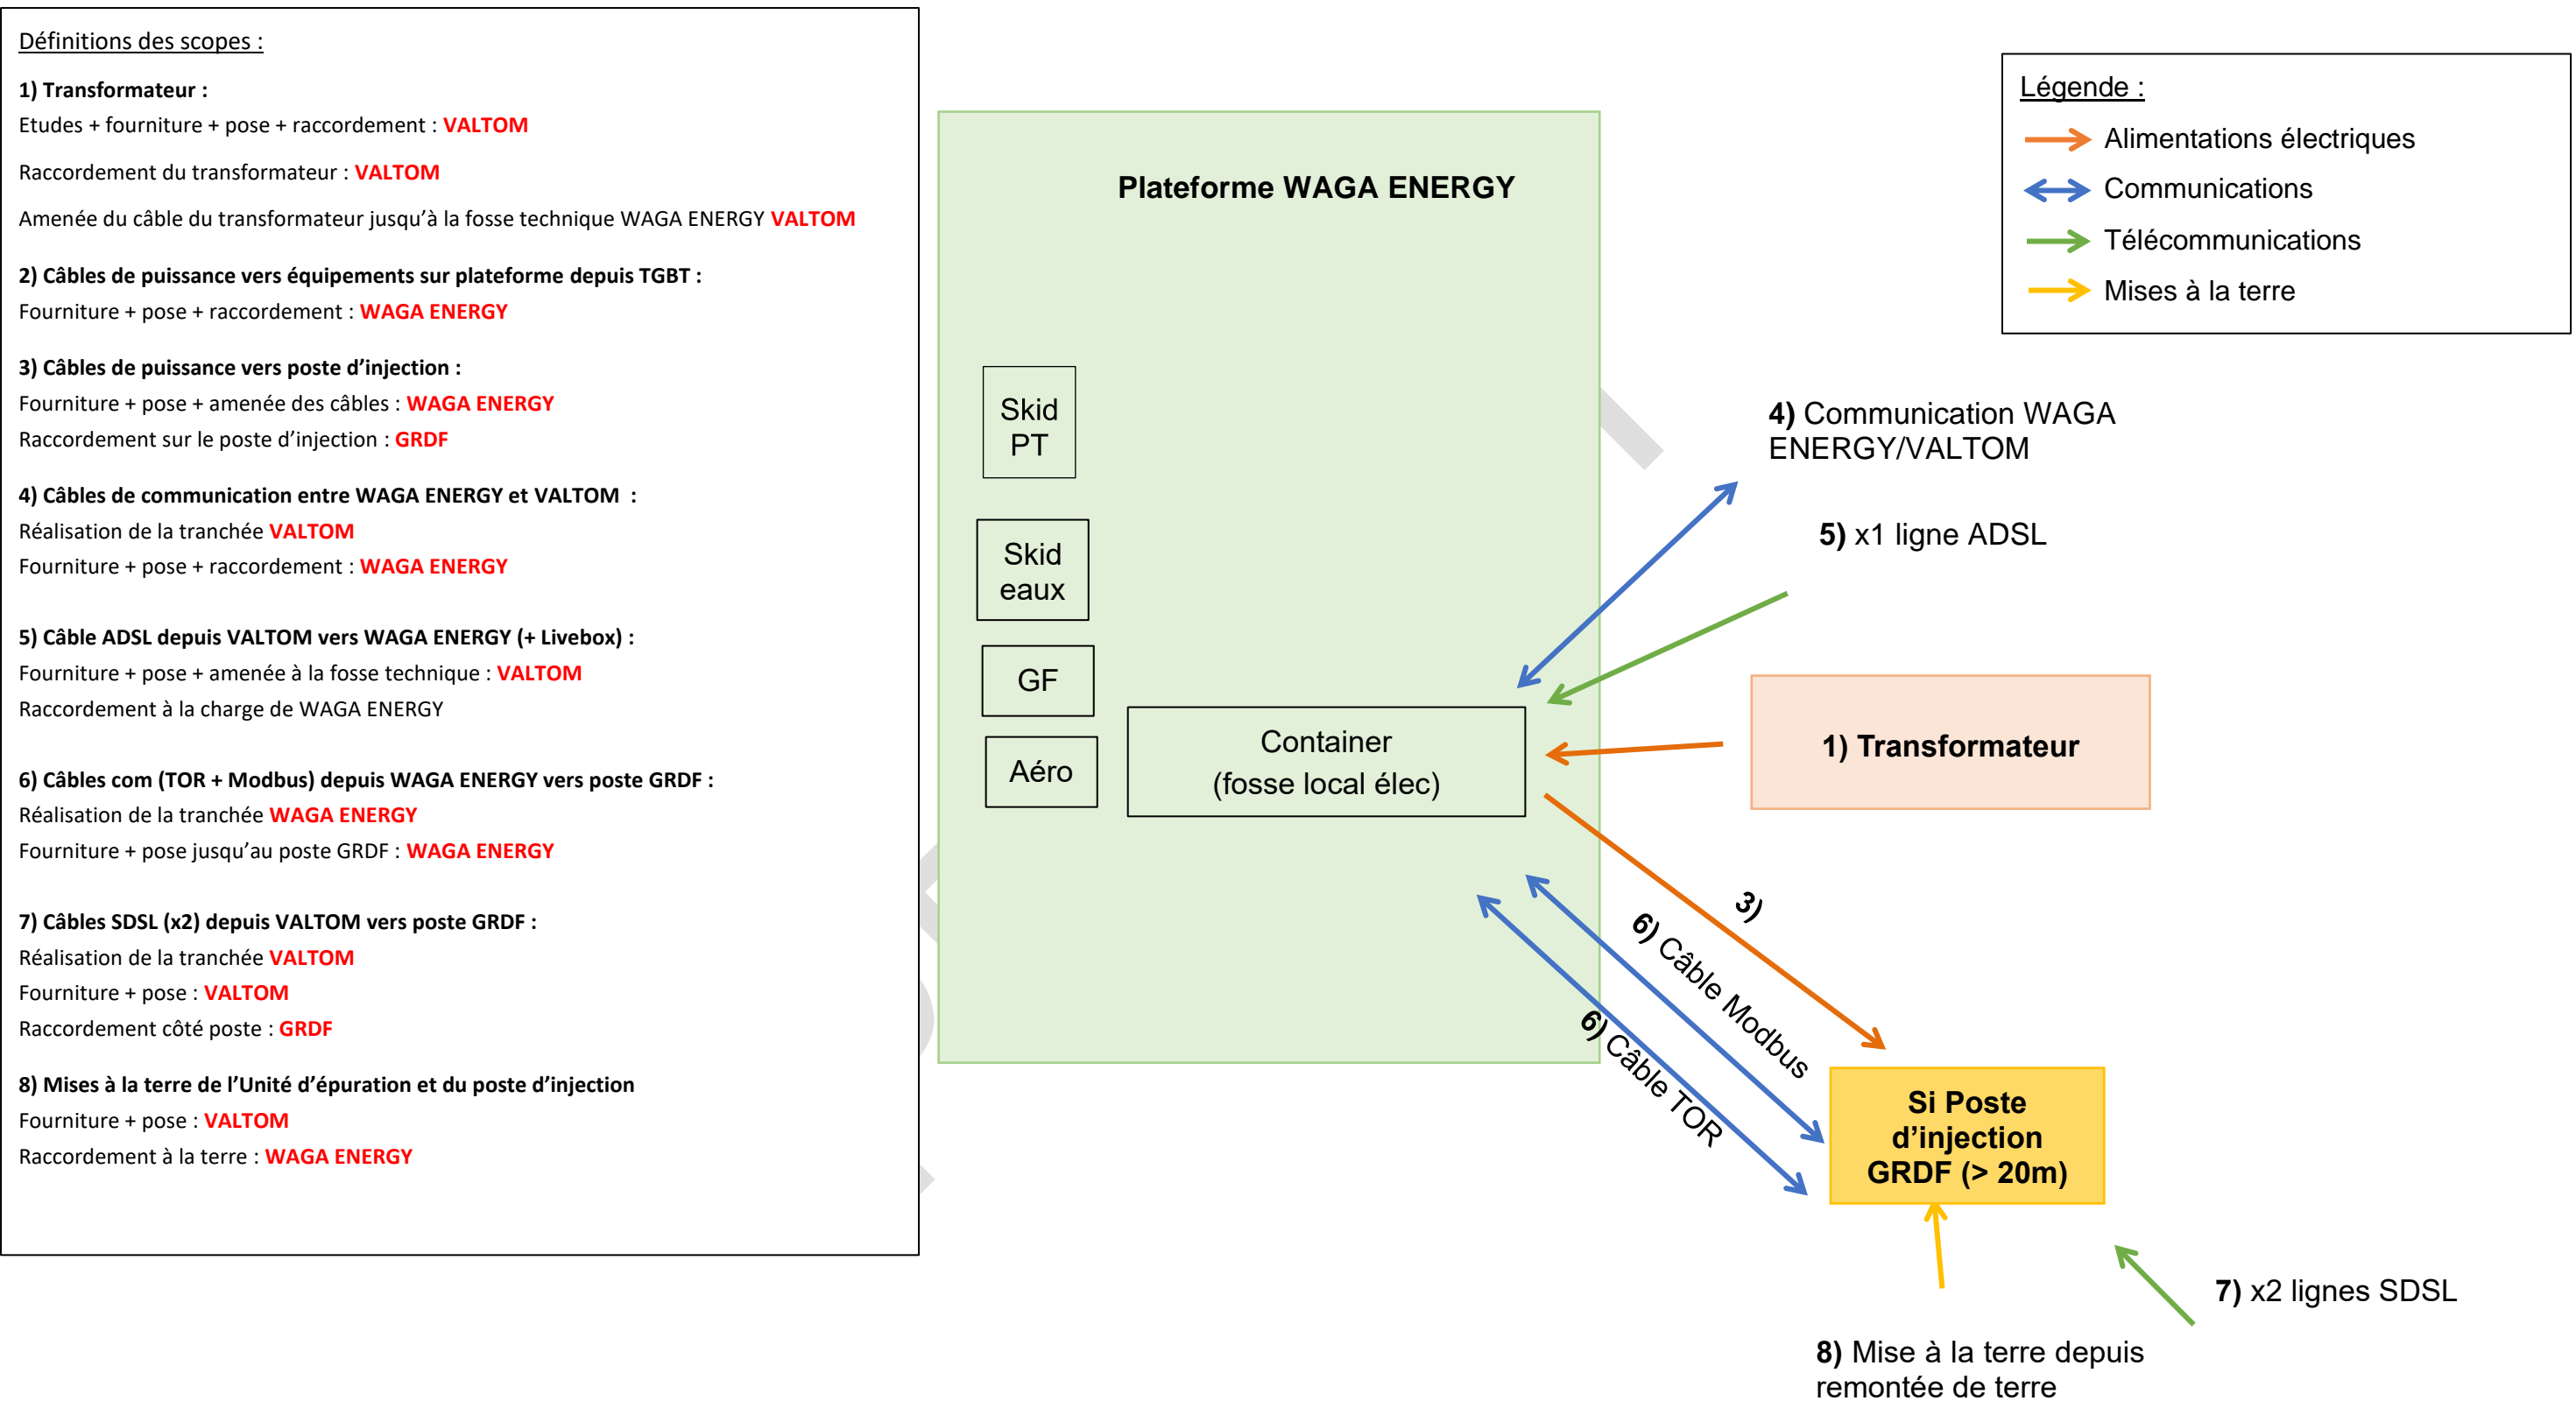 Définitions des scopes :
1) Transformateur :
Etudes + fourniture + pose + raccordement : VALTOM
Raccordement du transformateur : VALTOM
Amenée du câble du transformateur jusqu’à la fosse technique WAGA ENERGY VALTOM
2) Câbles de puissance vers équipements sur plateforme depuis TGBT :
Fourniture + pose + raccordement : WAGA ENERGY
3) Câbles de puissance vers poste d’injection :
Fourniture + pose + amenée des câbles : WAGA ENERGY
Raccordement sur le poste d’injection : GRDF
4) Câbles de communication entre WAGA ENERGY et VALTOM :
Réalisation de la tranchée VALTOM
Fourniture + pose + raccordement : WAGA ENERGY
5) Câble ADSL depuis VALTOM vers WAGA ENERGY (+ Livebox) :
Fourniture + pose + amenée à la fosse technique : VALTOM
Raccordement à la charge de WAGA ENERGY
6) Câbles com (TOR + Modbus) depuis WAGA ENERGY vers poste GRDF :
Réalisation de la tranchée WAGA ENERGY
Fourniture + pose jusqu’au poste GRDF : WAGA ENERGY
7) Câbles SDSL (x2) depuis VALTOM vers poste GRDF :
Réalisation de la tranchée VALTOM
Fourniture + pose : VALTOM
Raccordement côté poste : GRDF
8) Mises à la terre de l’Unité d’épuration et du poste d’injection
Fourniture + pose : VALTOM
Raccordement à la terre : WAGA ENERGY
Plateforme WAGA ENERGY
Skid
PT
Skid
eaux
GF
Aéro
Container
(fosse local élec)
Légende :
Alimentations électriques
Communications
Télécommunications
Mises à la terre
4) Communication WAGA
ENERGY/VALTOM
5) x1 ligne ADSL
1) Transformateur
3)
6) Câble Modbus
6) Câble TOR
Si Poste
d’injection
GRDF (> 20m)
7) x2 lignes SDSL
8) Mise à la terre depuis
remontée de terre